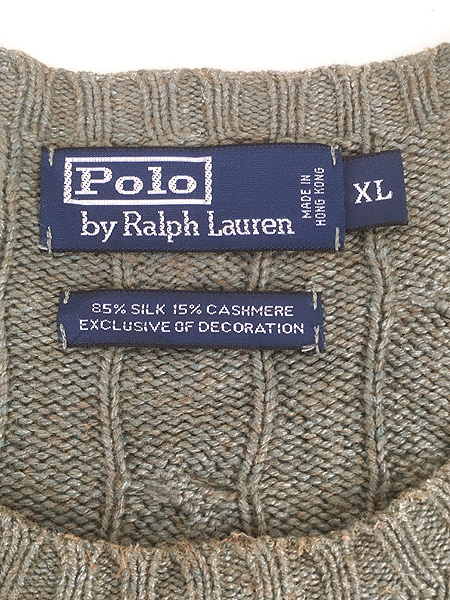 Polo
by Ralph Lauren
MADE IN
HONG KONG
XL
85% SILK 15% CASHMERE
EXCLUSIVE OF DECORATION